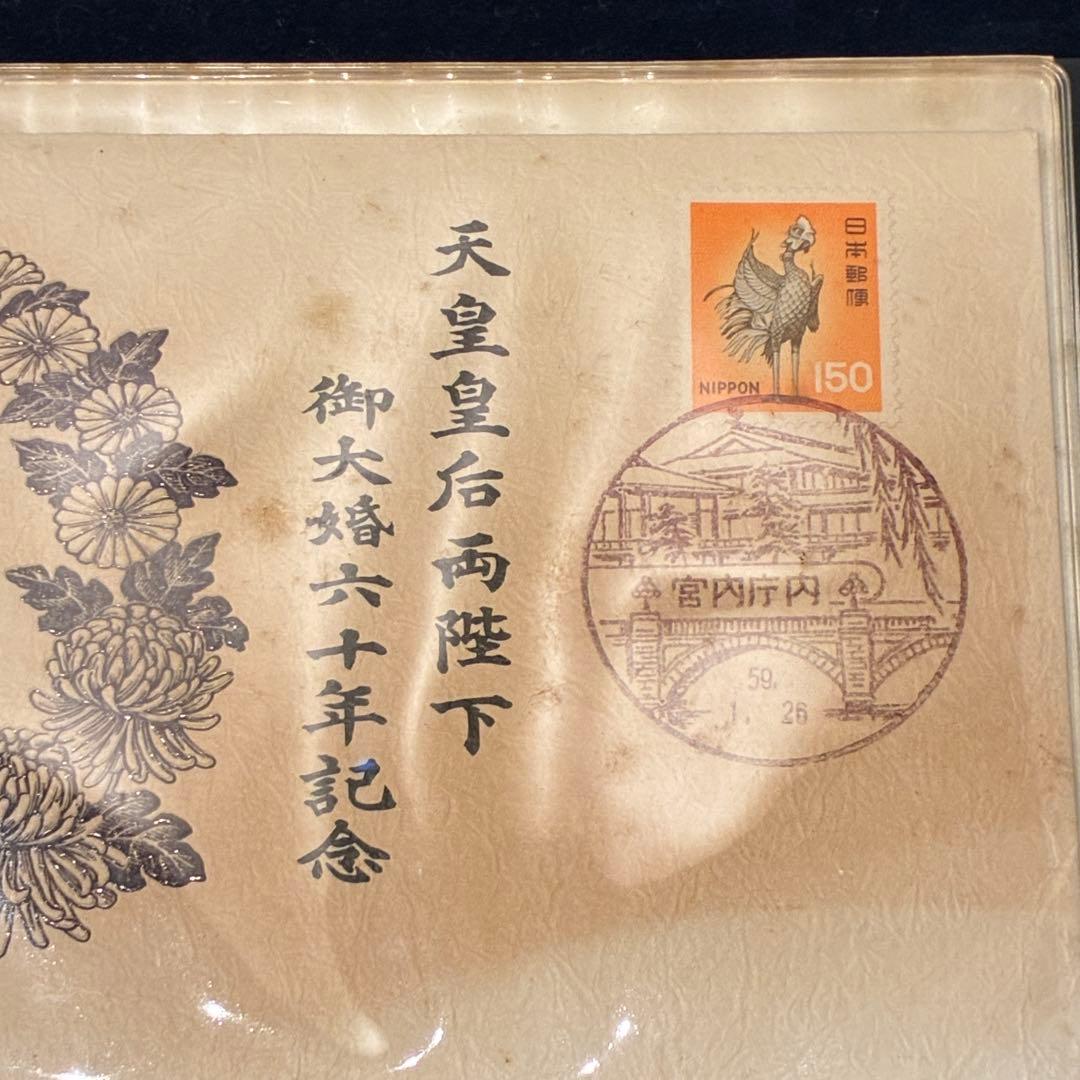 天皇皇后両陛下
御大婚六十年記念
日本郵便
NIPPON 150
宮内庁内
59.
1. 26